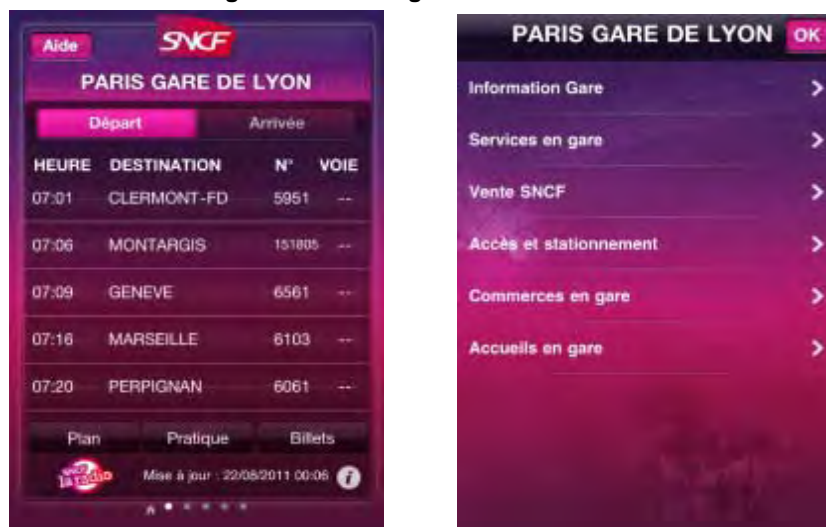 Aide
SNCF
PARIS GARE DE LYON
Départ Arrivée
HEURE DESTINATION N° VOIE
07:01 CLERMONT-FD 5951 --
07:06 MONTARGIS 151805 --
07:09 GENEVE 6561 --
07:16 MARSEILLE 6103 --
07:20 PERPIGNAN 6061 --
Plan Pratique Billets
la radio Mise à jour : 22/08/2011 00:06 i
PARIS GARE DE LYON OK
Information Gare
Services en gare
Vente SNCF
Accès et stationnement
Commerces en gare
Accueils en gare